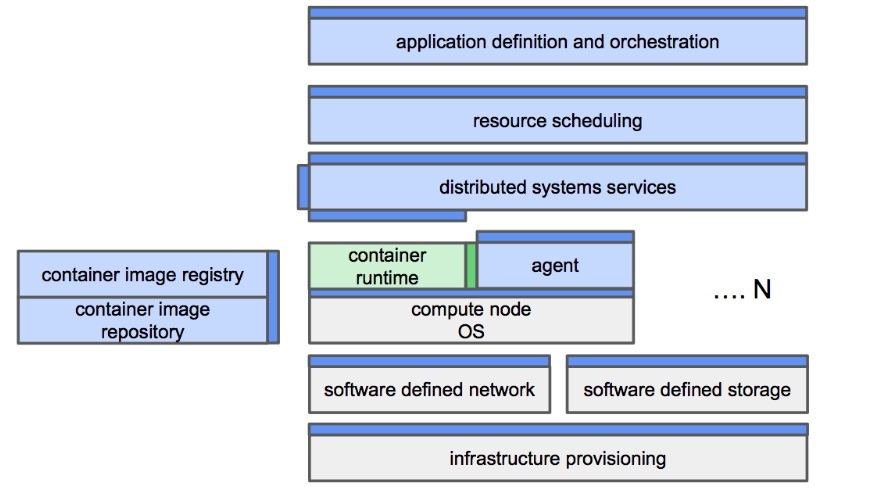 application definition and orchestration
resource scheduling
distributed systems services
container image registry
container image
repository
container
runtime
agent
compute node
OS
.... N
software defined network
software defined storage
infrastructure provisioning